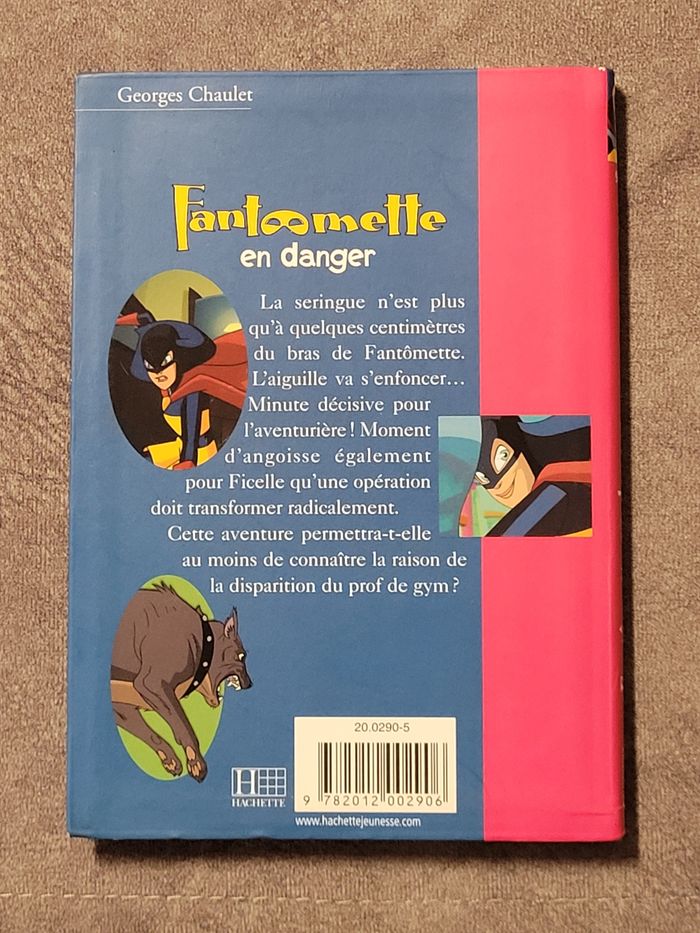 Georges Chaulet
Fantomette
en danger
La seringue n'est plus
qu'à quelques centimètres
du bras de Fantômette.
L'aiguille va s'enfoncer…
Minute décisive pour
l'aventurière ! Moment
d'angoisse également
pour Ficelle qu'une opération
doit transformer radicalement.
Cette aventure permettra-t-elle
au moins de connaître la raison de
la disparition du prof de gym ?
20.0290-5
9 782012 002906
H
HACHETTE
www.hachettejeunesse.com